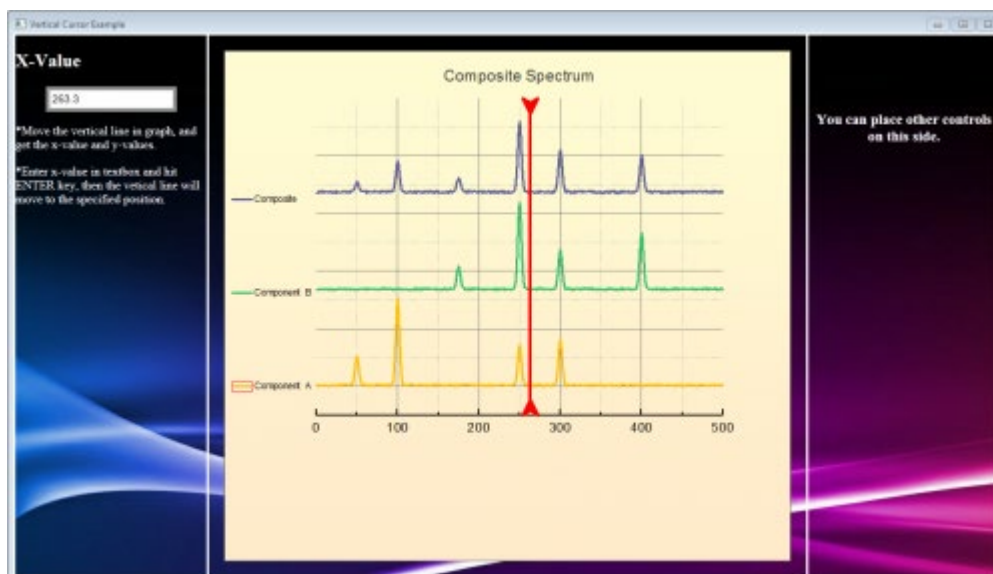 Vertical Cursor Example
X-Value
263.3
*Move the vertical line in graph, and
get the x-value and y-values.
*Enter x-value in textbox and hit
ENTER key, then the vetical line will
move to the specified position.
Composite Spectrum
Composite
Component B
Component A
0 100 200 300 400 500
You can place other controls
on this side.